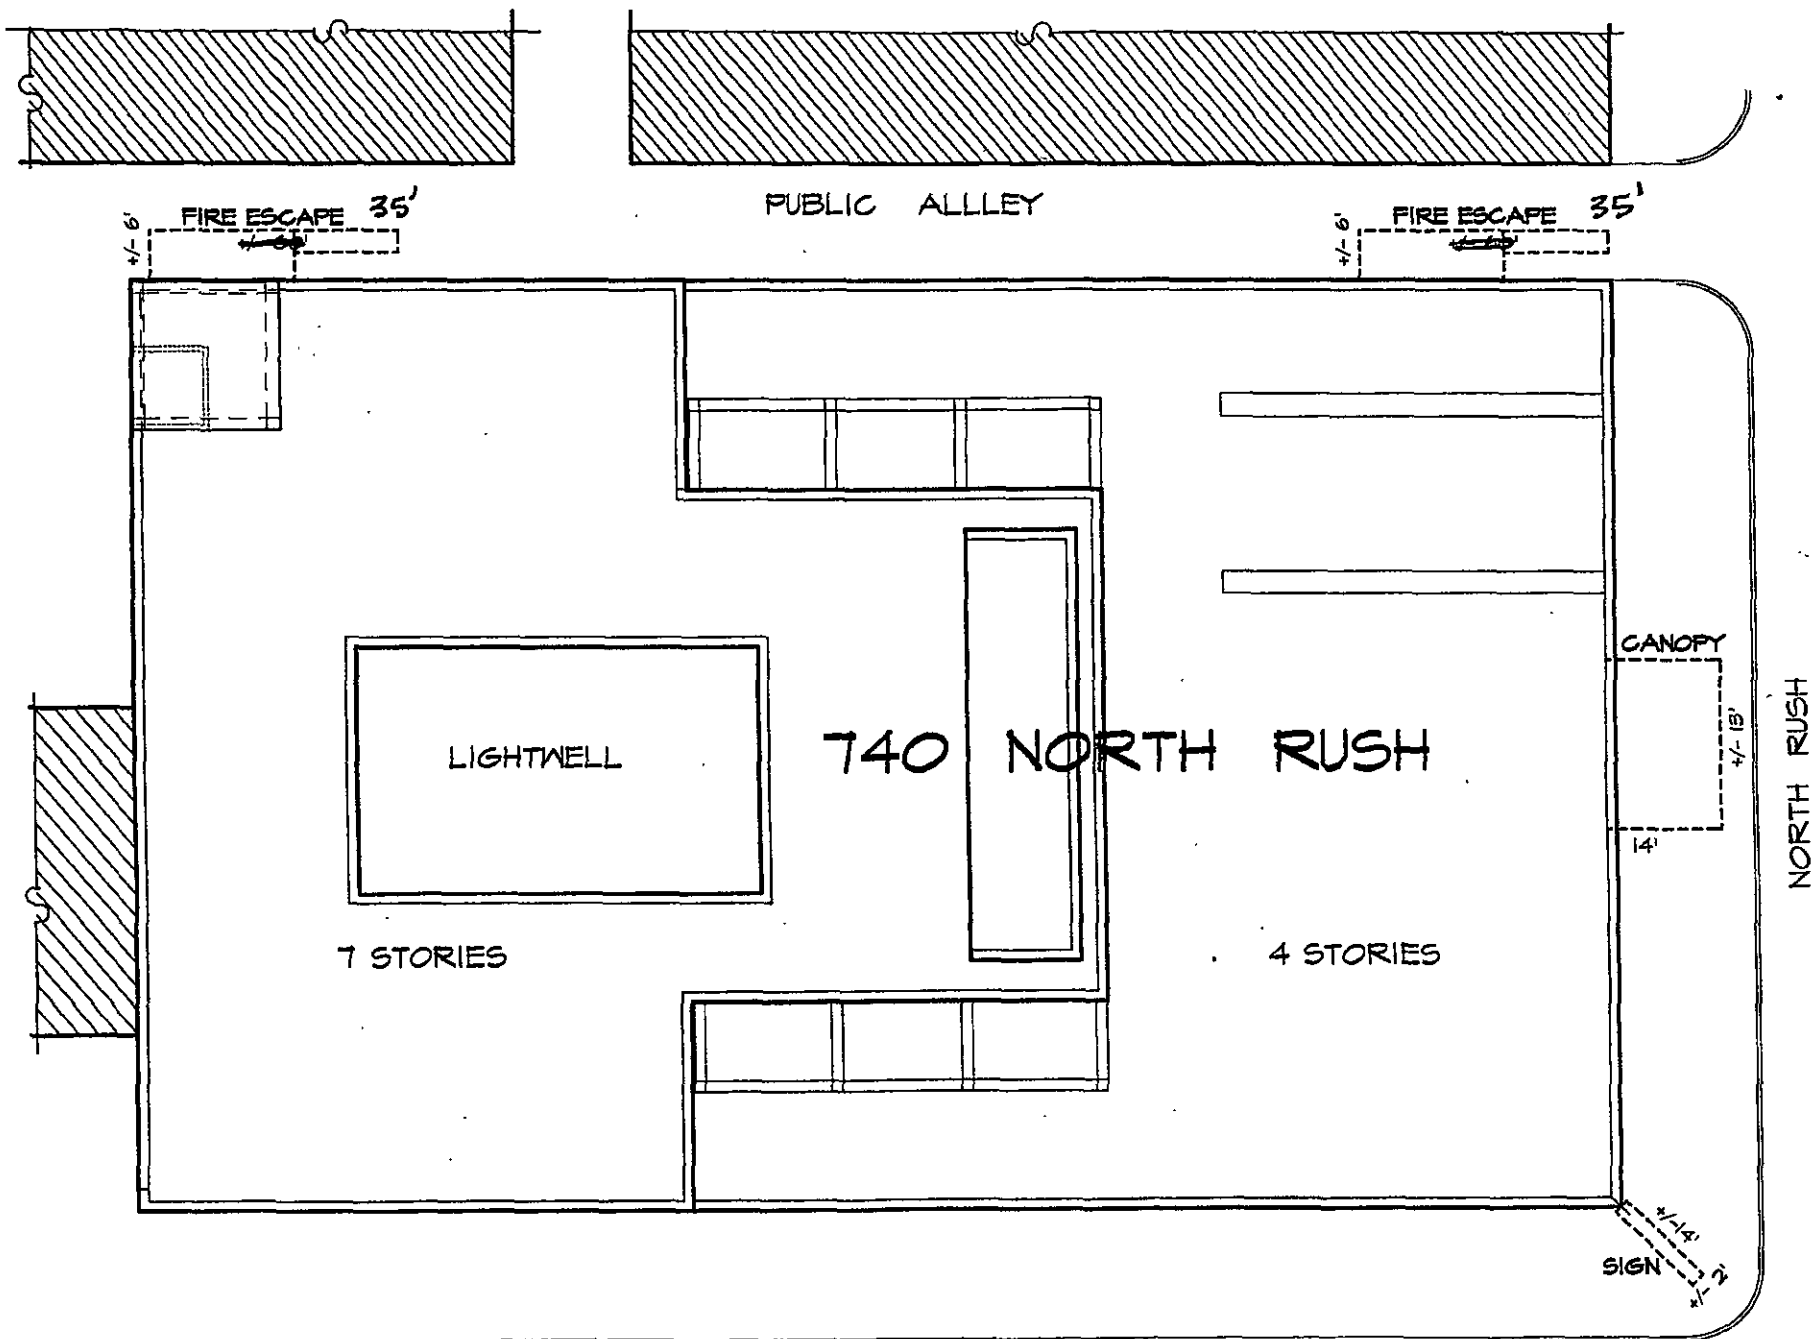 PUBLIC ALLLEY
FIRE ESCAPE 35'
+/- 6'
FIRE ESCAPE 35'
+/- 6'
CANOPY
+/- 13'
14'
NORTH RUSH
LIGHTWELL
740 NORTH RUSH
7 STORIES
4 STORIES
+/-14'
SIGN
+/- 2'